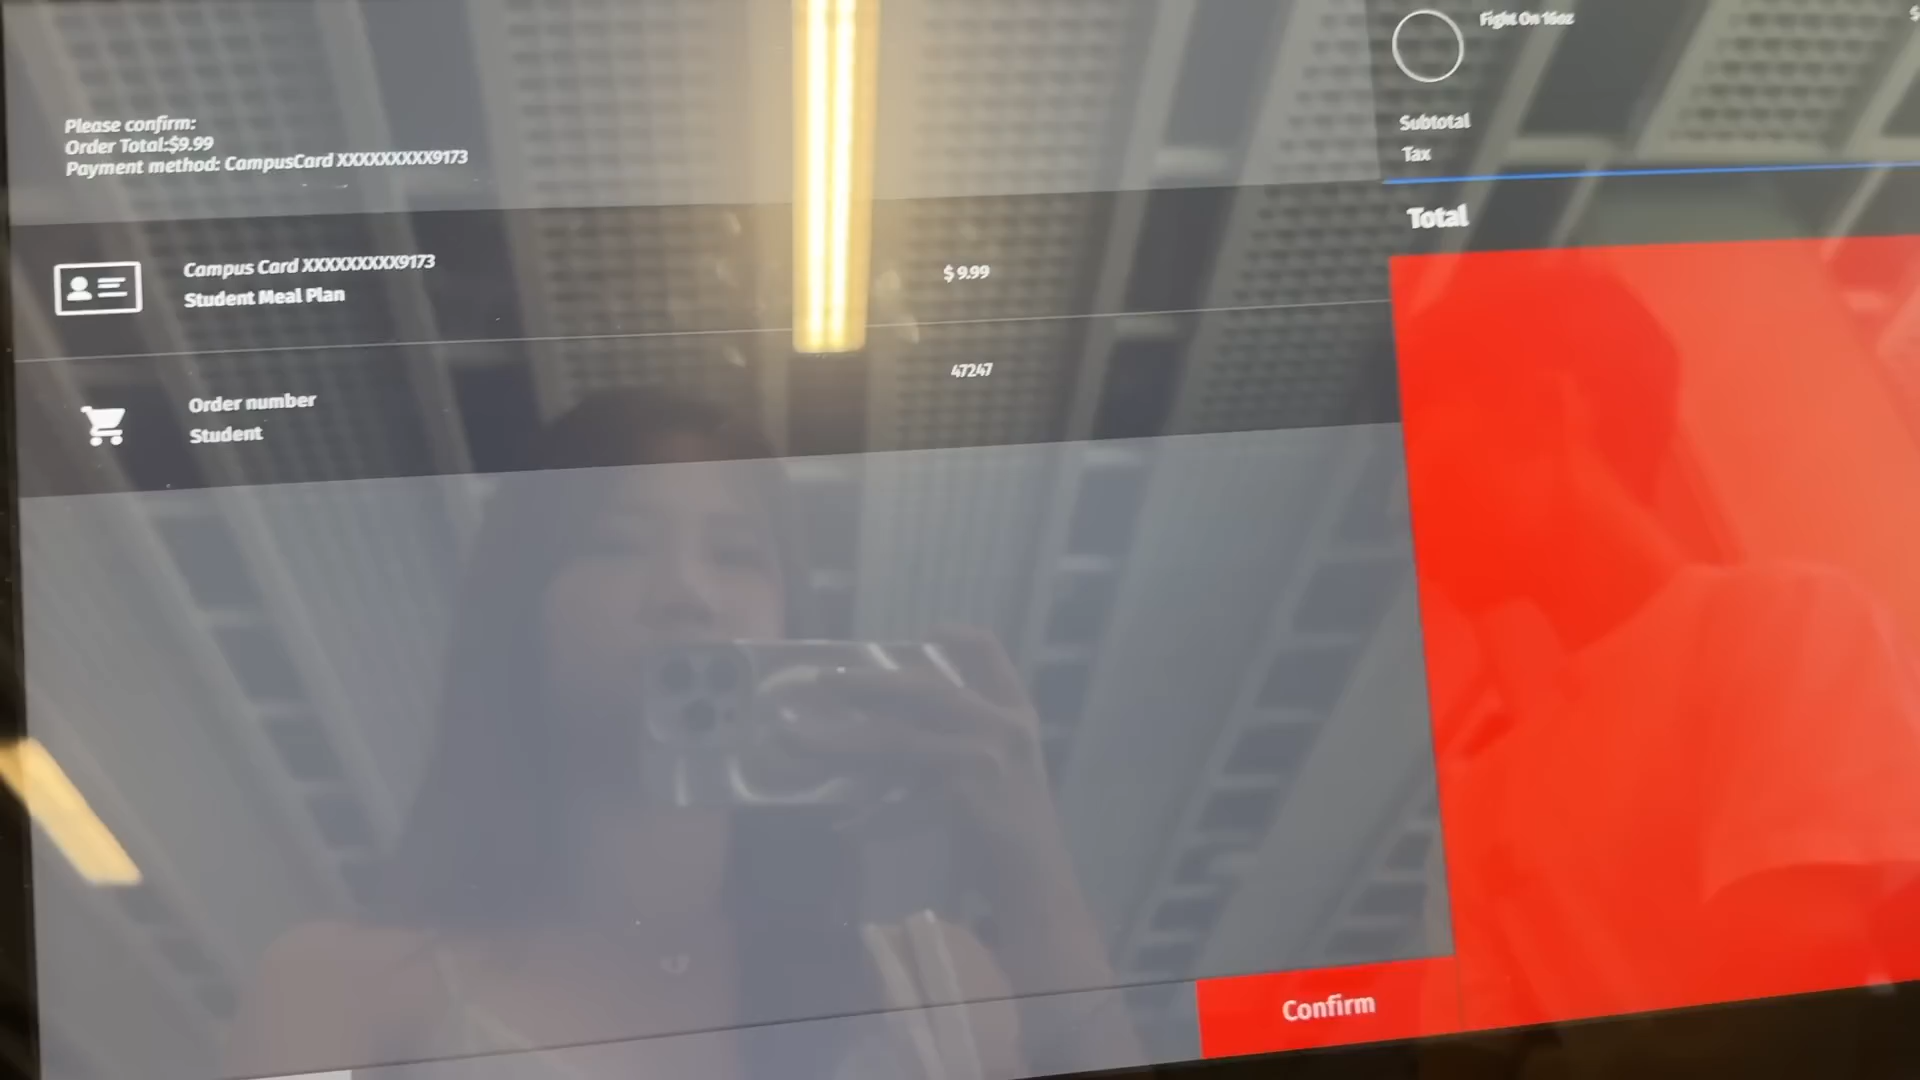 Please confirm:
Order Total:$9.99
Payment method: CampusCard XXXXXXXXX9173
Campus Card XXXXXXXXX9173
Student Meal Plan
$ 9.99
Order number
Student
47247
Confirm
Fight On 16oz
$
Subtotal
Tax
Total